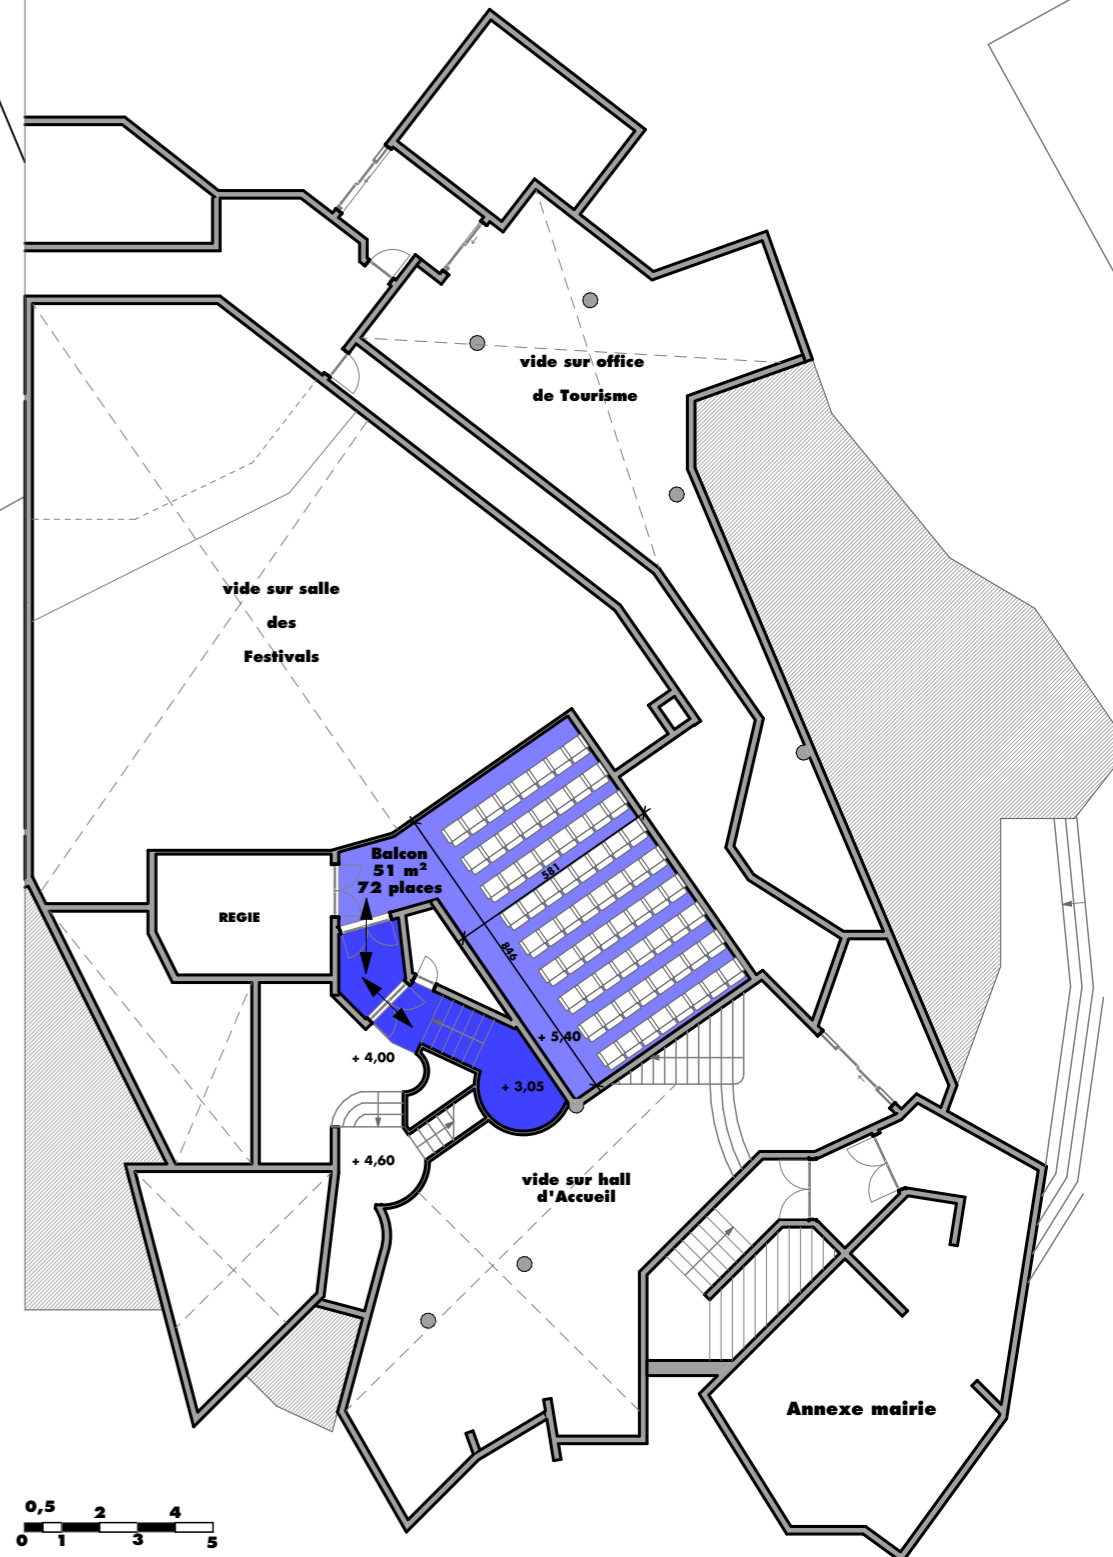 vide sur office
de Tourisme
vide sur salle
des
Festivals
Balcon
51 m²
72 places
581
REGIE
846
+ 5,40
+ 4,00
+ 3,05
+ 4,60
vide sur hall
d'Accueil
Annexe mairie
0,5 2 4
0 1 3 5